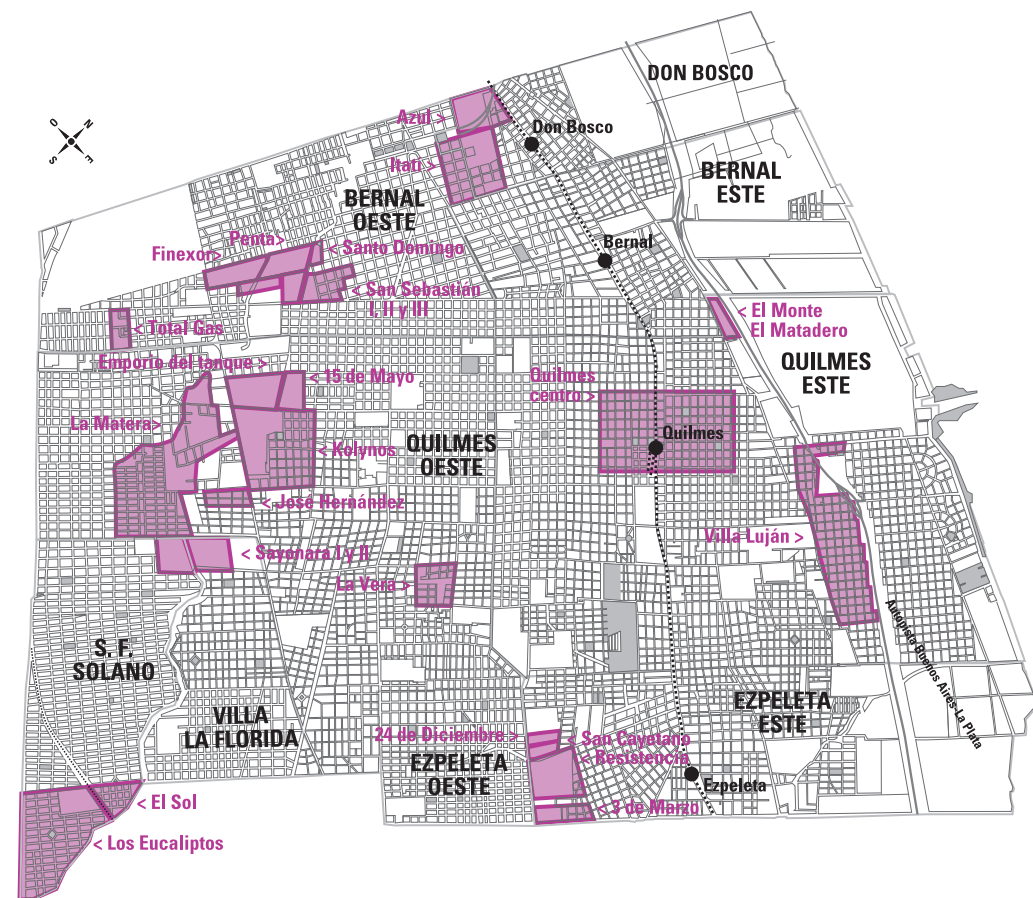 DON BOSCO
Azul >
Don Bosco
O
N
S
E
Itatí >
BERNAL
ESTE
BERNAL
OESTE
Penta>
< Santo Domingo
Finexor>
Bernal
< San Sebastián
I, II y III
< El Monte
El Matadero
< Total Gas
Emporio del tanque >
QUILMES
ESTE
< 15 de Mayo
Quilmes
centro >
La Matera>
Quilmes
< Kolynos
QUILMES
OESTE
< José Hernández
Villa Luján >
< Sayonara I y II
La Vera >
Autopista Buenos Aires-La Plata
S. F.
SOLANO
EZPELETA
ESTE
VILLA
LA FLORIDA
24 de Diciembre >
< San Cayetano
< Resistencia
EZPELETA
OESTE
Ezpeleta
< El Sol
< 3 de Marzo
< Los Eucaliptos